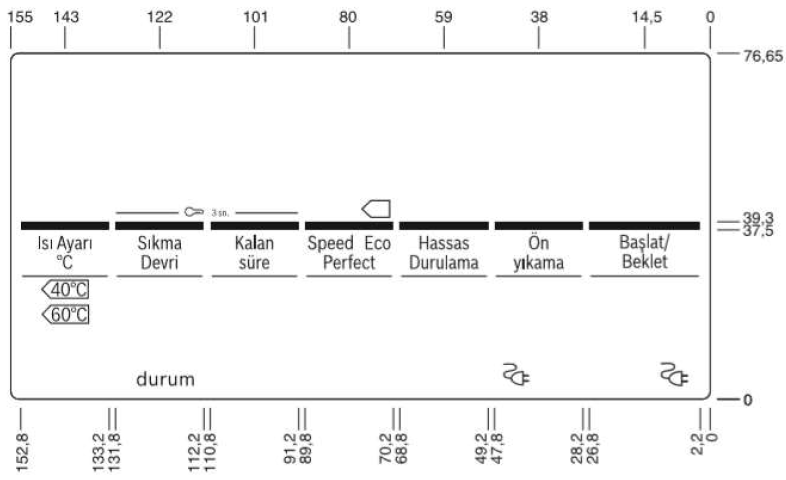 155 143 122 101 80 59 38 14,5 0
76,65
3 sn.
39,3
37,5
Isı Ayarı Sıkma Kalan Speed Eco Hassas Ön Başlat/
°C Devri süre Perfect Durulama yıkama Beklet
40°C
60°C
durum
0
152,8 133,2 131,8 112,2 110,8 91,2 89,8 70,2 68,8 49,2 47,8 28,2 26,8 2,2 0